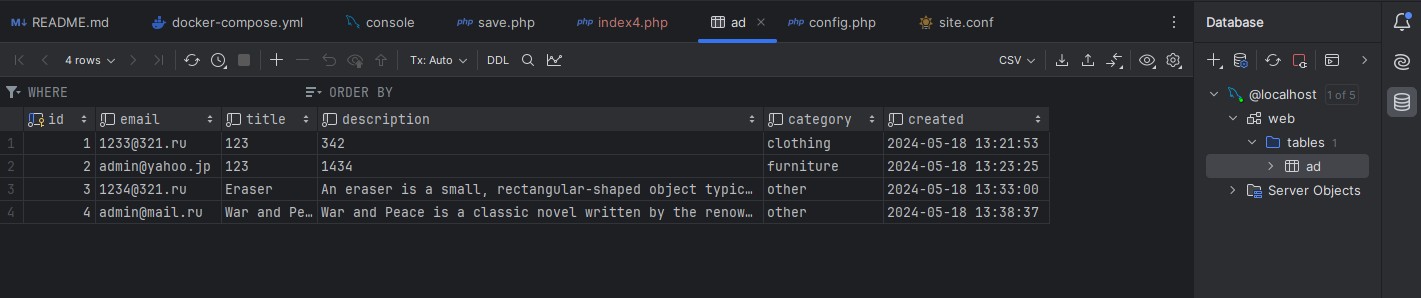 README.md docker-compose.yml console php save.php php index4.php ad php config.php site.conf Database
4 rows Tx: Auto DDL CSV
WHERE ORDER BY
@localhost 1 of 5
id email title description category created
web
1 1 1233@321.ru 123 342 clothing 2024-05-18 13:21:53
tables 1
2 2 admin@yahoo.jp 123 1434 furniture 2024-05-18 13:23:25
ad
3 3 1234@321.ru Eraser An eraser is a small, rectangular-shaped object typic… other 2024-05-18 13:33:00
Server Objects
4 4 admin@mail.ru War and Pe… War and Peace is a classic novel written by the renow… other 2024-05-18 13:38:37